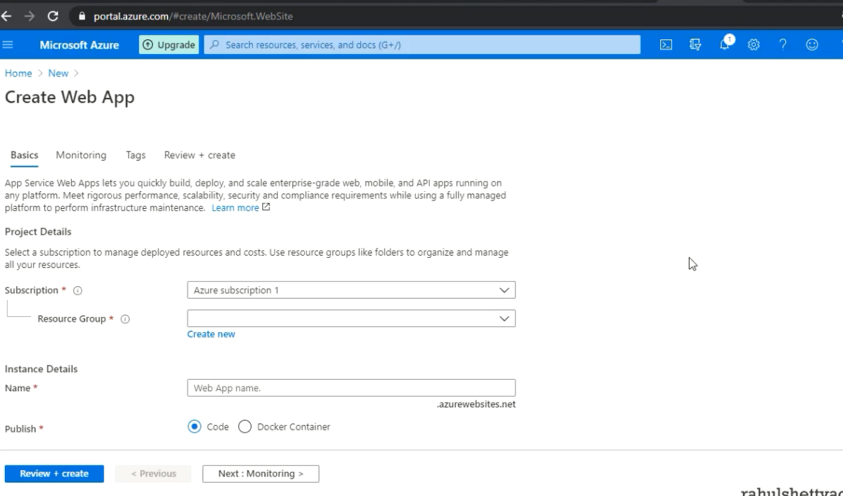 portal.azure.com/#create/Microsoft.WebSite
Microsoft Azure
Upgrade
Search resources, services, and docs (G+/)
1
Home > New >
Create Web App
Basics Monitoring Tags Review + create
App Service Web Apps lets you quickly build, deploy, and scale enterprise-grade web, mobile, and API apps running on
any platform. Meet rigorous performance, scalability, security and compliance requirements while using a fully managed
platform to perform infrastructure maintenance. Learn more
Project Details
Select a subscription to manage deployed resources and costs. Use resource groups like folders to organize and manage
all your resources.
Subscription * Azure subscription 1
Resource Group *
Create new
Instance Details
Name * Web App name.
.azurewebsites.net
Publish * Code Docker Container
Review + create < Previous Next : Monitoring >